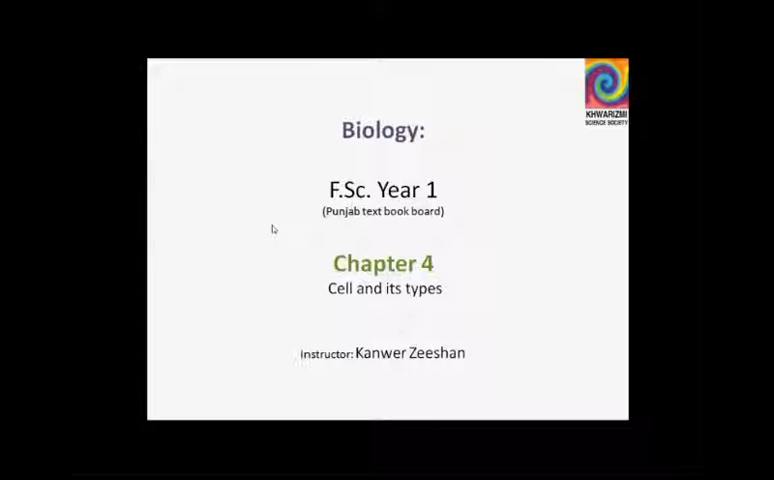 KHWARIZMI
SCIENCE SOCIETY
Biology:
F.Sc. Year 1
(Punjab text book board)
Chapter 4
Cell and its types
Instructor: Kanwer Zeeshan